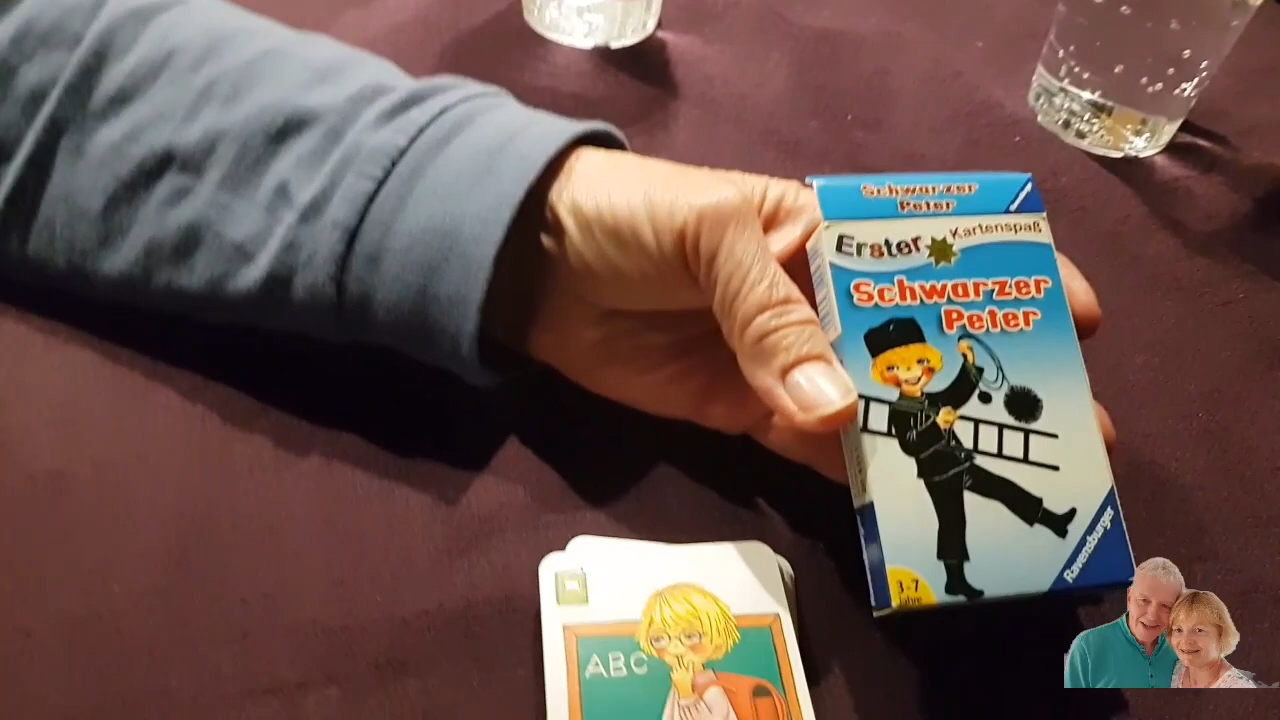 Schwarzer
Peter
Erster Kartenspaß
Schwarzer
Peter
Ravensburger
3-7
Jahre
ABC